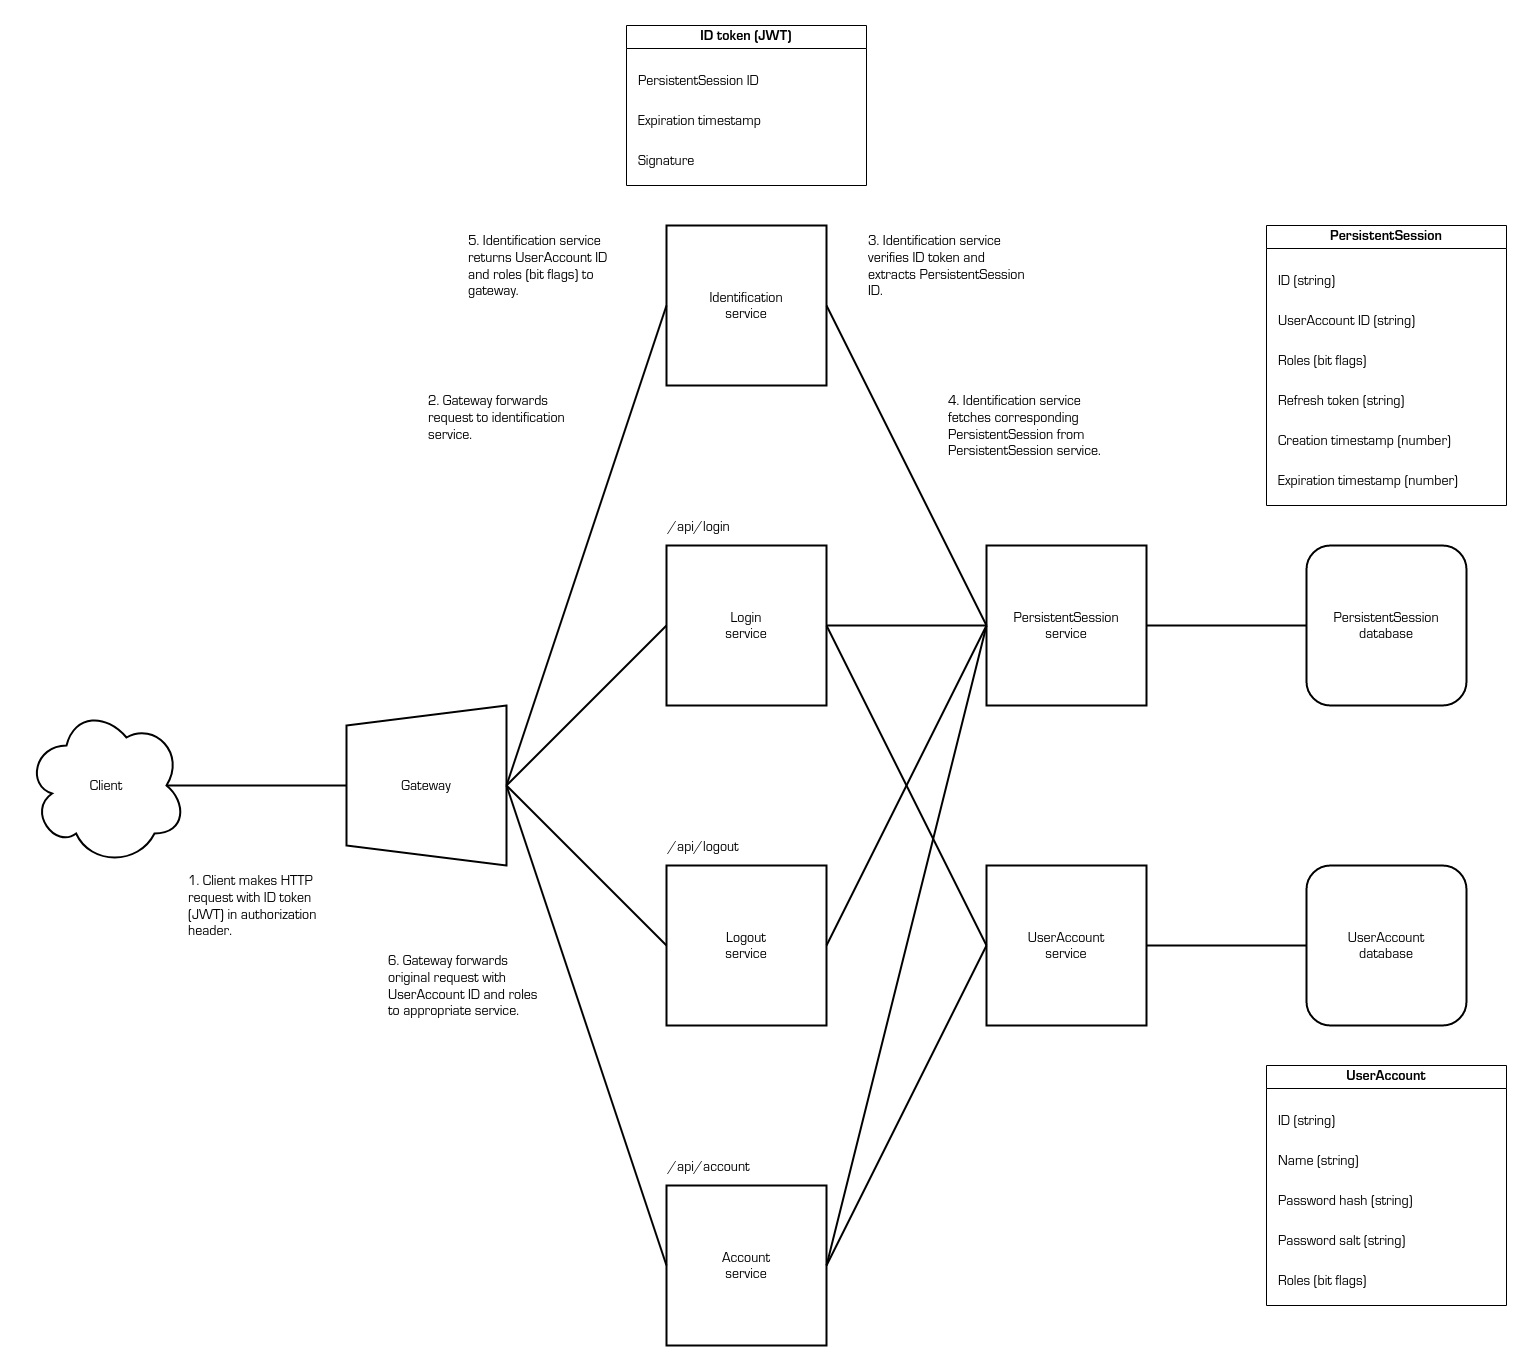 ID token (JWT)
PersistentSession ID
Expiration timestamp
Signature
5. Identification service
returns UserAccount ID
and roles (bit flags) to
gateway.
Identification
service
3. Identification service
verifies ID token and
extracts PersistentSession
ID.
PersistentSession
ID (string)
UserAccount ID (string)
Roles (bit flags)
Refresh token (string)
Creation timestamp (number)
Expiration timestamp (number)
2. Gateway forwards
request to identification
service.
4. Identification service
fetches corresponding
PersistentSession from
PersistentSession service.
/api/login
Login
service
PersistentSession
service
PersistentSession
database
Client
Gateway
1. Client makes HTTP
request with ID token
(JWT) in authorization
header.
/api/logout
Logout
service
UserAccount
service
UserAccount
database
6. Gateway forwards
original request with
UserAccount ID and roles
to appropriate service.
UserAccount
ID (string)
Name (string)
Password hash (string)
Password salt (string)
Roles (bit flags)
/api/account
Account
service